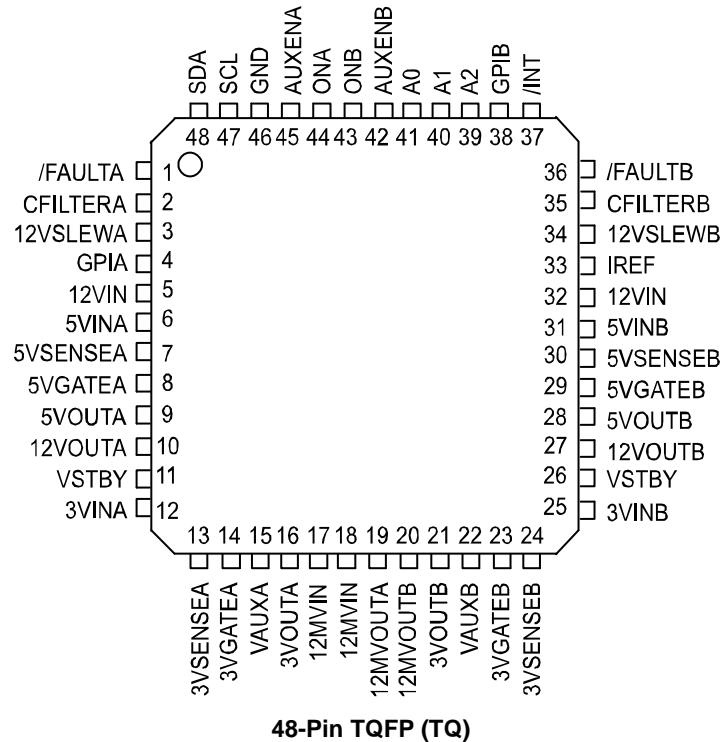 SDA
SCL
GND
AUXENA
ONA
ONB
AUXENB
A0
A1
A2
GPIB
/INT
48 47 46 45 44 43 42 41 40 39 38 37
/FAULTA 1
CFILTERA 2
12VSLEWA 3
GPIA 4
12VIN 5
5VINA 6
5VSENSEA 7
5VGATEA 8
5VOUTA 9
12VOUTA 10
VSTBY 11
3VINA 12
36 /FAULTB
35 CFILTERB
34 12VSLEWB
33 IREF
32 12VIN
31 5VINB
30 5VSENSEB
29 5VGATEB
28 5VOUTB
27 12VOUTB
26 VSTBY
25 3VINB
13 14 15 16 17 18 19 20 21 22 23 24
3VSENSEA
3VGATEA
VAUXA
3VOUTA
12MVIN
12MVIN
12MVOUTA
12MVOUTB
3VOUTB
VAUXB
3VGATEB
3VSENSEB
48-Pin TQFP (TQ)